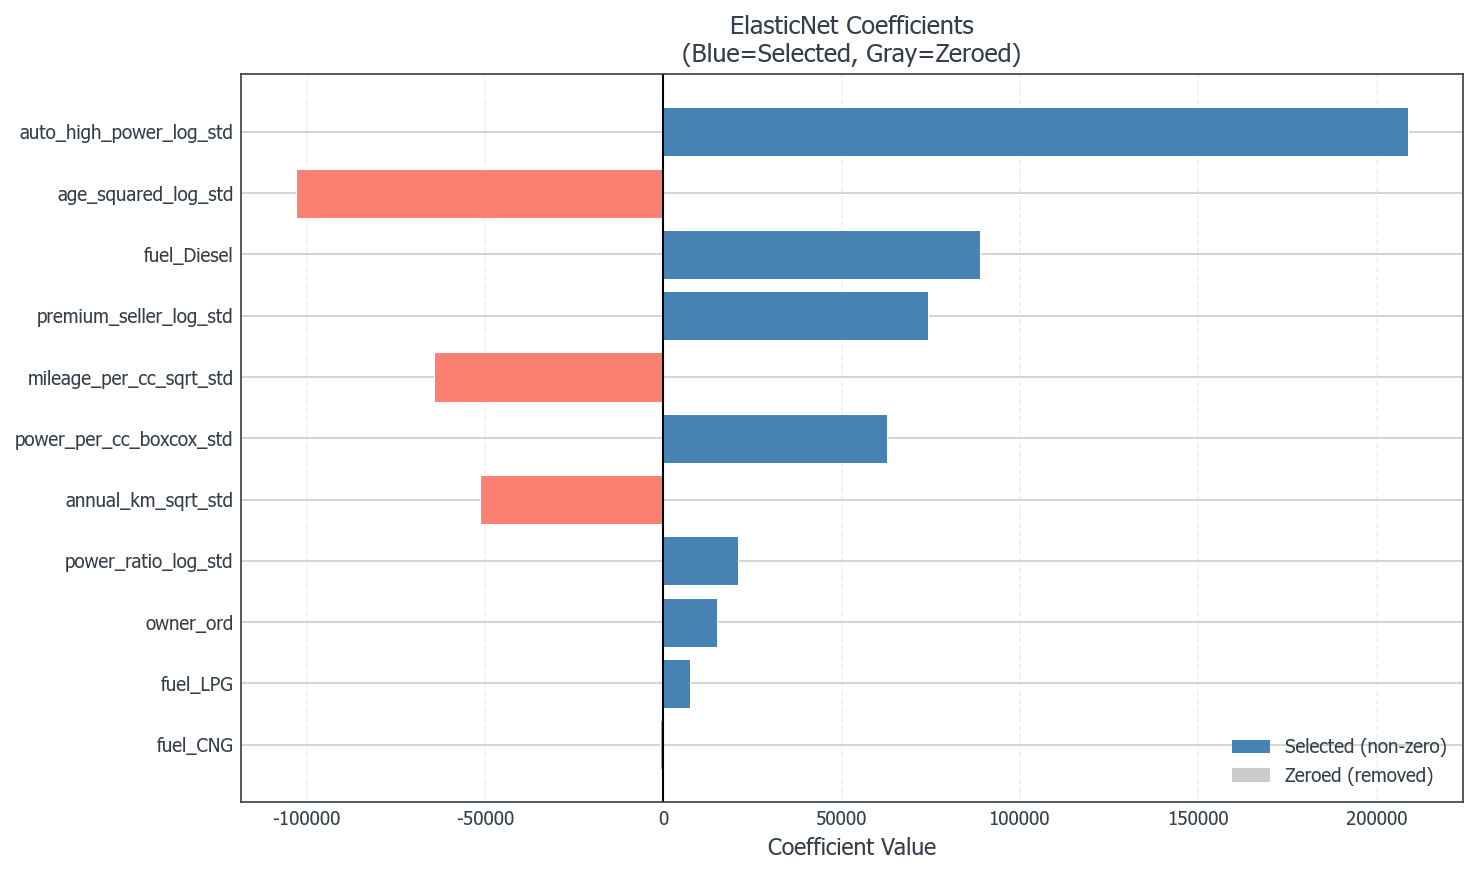 ElasticNet Coefficients
(Blue=Selected, Gray=Zeroed)
auto_high_power_log_std
age_squared_log_std
fuel_Diesel
premium_seller_log_std
mileage_per_cc_sqrt_std
power_per_cc_boxcox_std
annual_km_sqrt_std
power_ratio_log_std
owner_ord
fuel_LPG
fuel_CNG
Selected (non-zero)
Zeroed (removed)
-100000 -50000 0 50000 100000 150000 200000
Coefficient Value